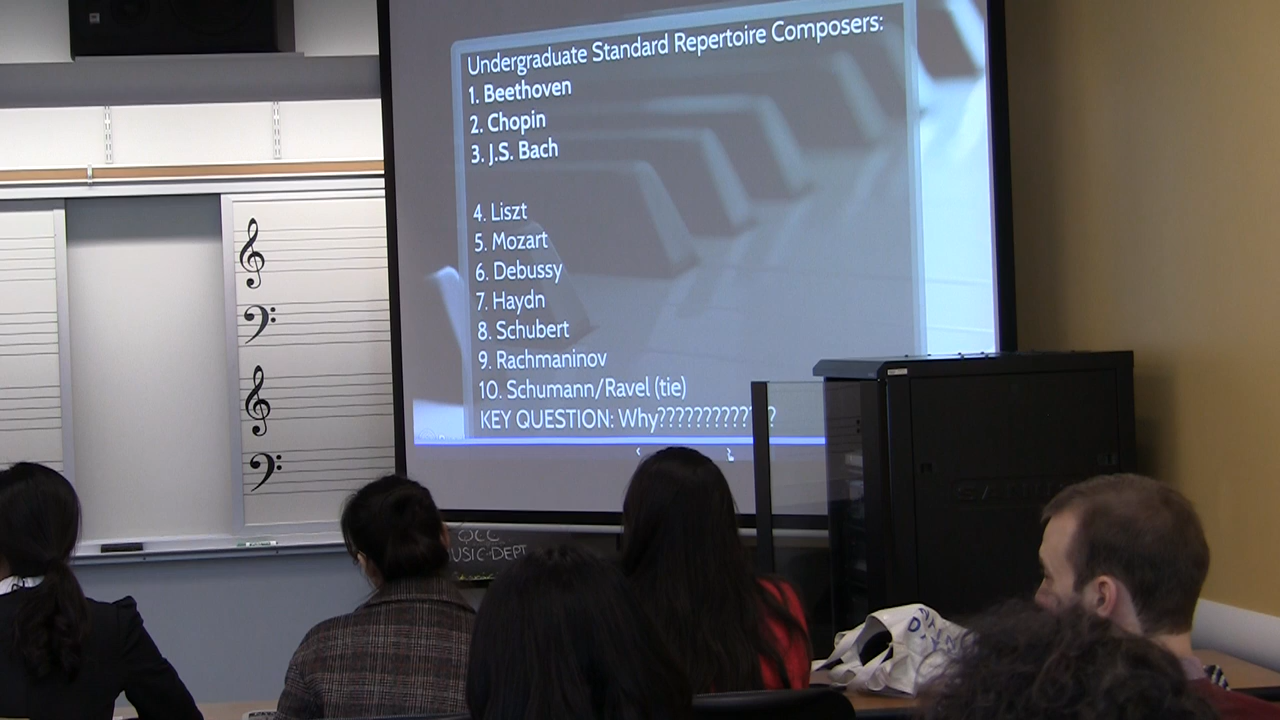 Undergraduate Standard Repertoire Composers:
1. Beethoven
2. Chopin
3. J.S. Bach
4. Liszt
5. Mozart
6. Debussy
7. Haydn
8. Schubert
9. Rachmaninov
10. Schumann/Ravel (tie)
KEY QUESTION: Why????????????
QCC
USIC DEPT